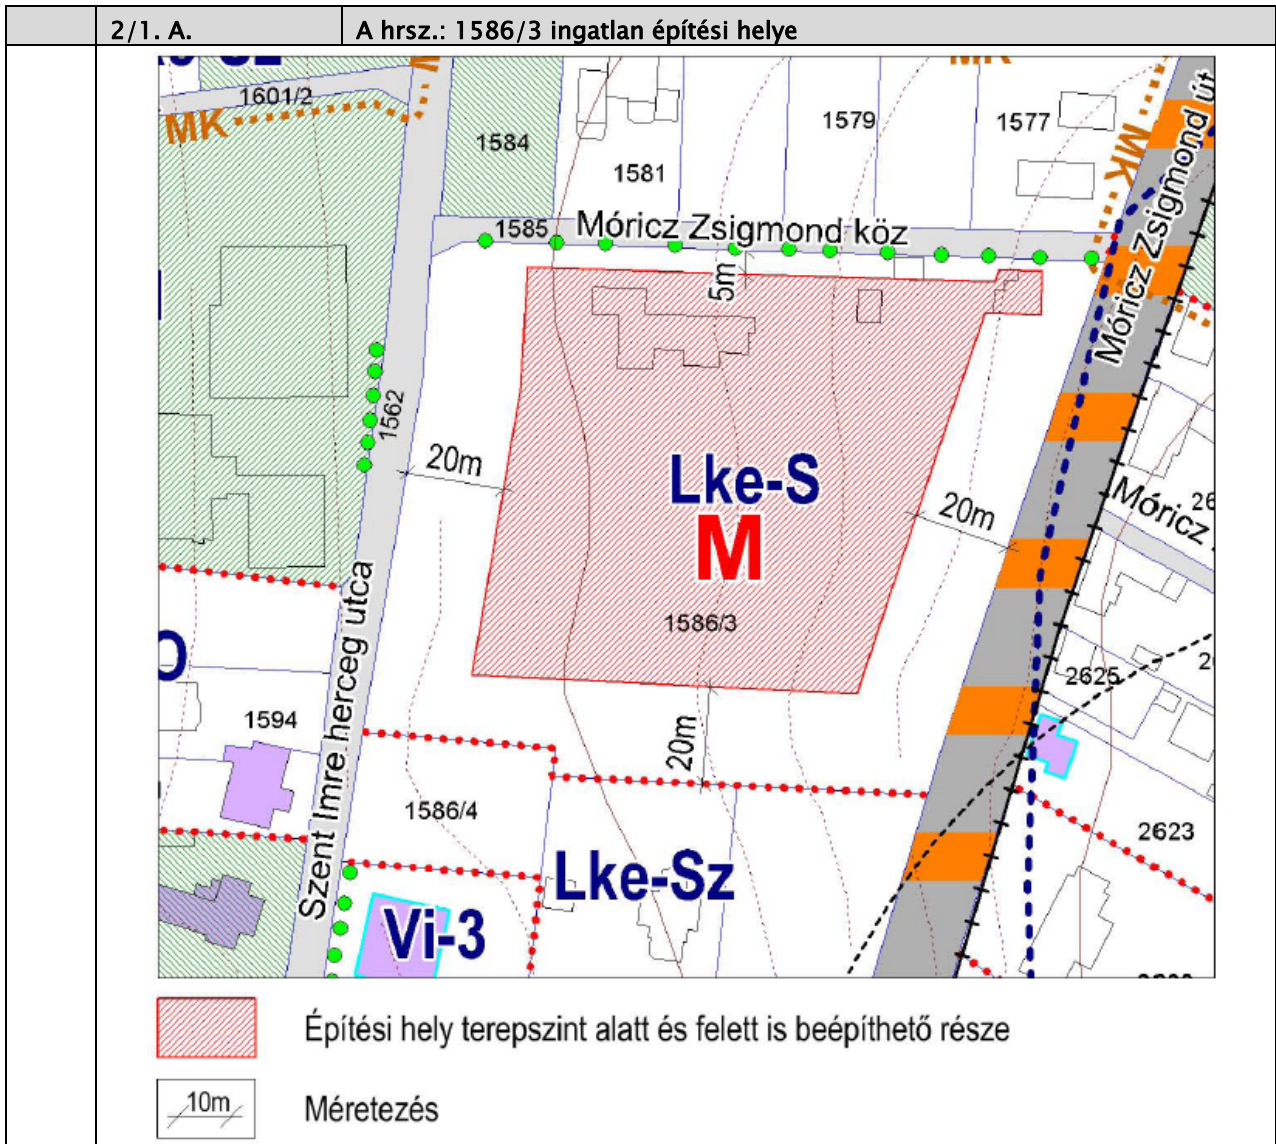 2/1. A.
A hrsz.: 1586/3 ingatlan építési helye
MK
1601/2
MK
1584
1581
1579
1577
MK
Móricz Zsigmond út
1585
Móricz Zsigmond köz
5m
1562
20m
Lke-S
M
20m
1586/3
Móricz
26
2625
20m
1594
Szent Imre herceg utca
1586/4
2623
Lke-Sz
Vi-3
Építési hely terepszint alatt és felett is beépíthető része
10m
Méretezés